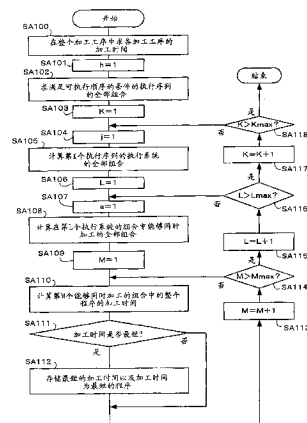 开始
SA100
在整个加工工序中求各加工工序的
加工时间
SA101
h=1
SA102
求满足可执行顺序的条件的执行序列
的全部组合
SA103
K=1
SA104
j=1
SA105
计算第K个执行序列的执行系统
的全部组合
SA106
L=1
SA107
a=1
SA108
计算在第L个执行系统的组合中能够同时
加工的全部组合
SA109
M=1
SA110
计算第M个能够同时加工的组合中的整个
程序的加工时间
SA111
加工时间是否最短?
否
是
SA112
存储最短的加工时间以及加工时间
为最短的程序
结束
是
K>Kmax?
否
SA118
K=K+1
SA117
是
L>Lmax?
否
SA116
L=L+1
SA115
是
M>Mmax?
否
SA114
M=M+1
SA113